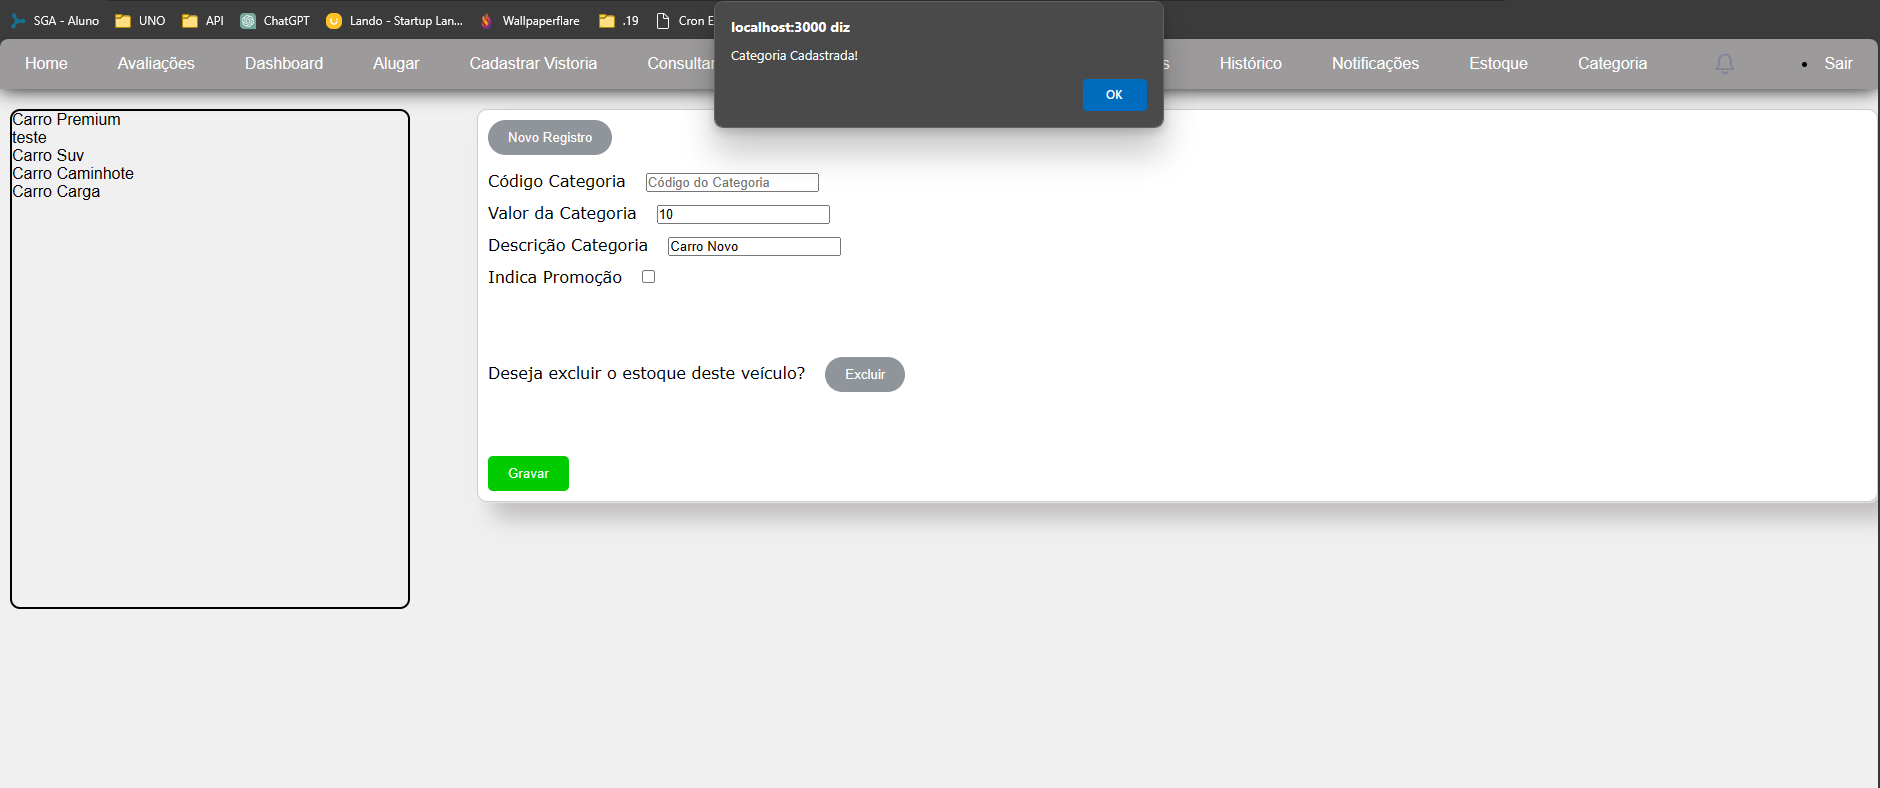 SGA - Aluno UNO API ChatGPT Lando - Startup Lan... Wallpaperflare .19 Cron E
localhost:3000 diz
Categoria Cadastrada!
OK
Home Avaliações Dashboard Alugar Cadastrar Vistoria Consultar Histórico Notificações Estoque Categoria Sair
Carro Premium
teste
Carro Suv
Carro Caminhote
Carro Carga
Novo Registro
Código Categoria Código do Categoria
Valor da Categoria 10
Descrição Categoria Carro Novo
Indica Promoção
Deseja excluir o estoque deste veículo? Excluir
Gravar